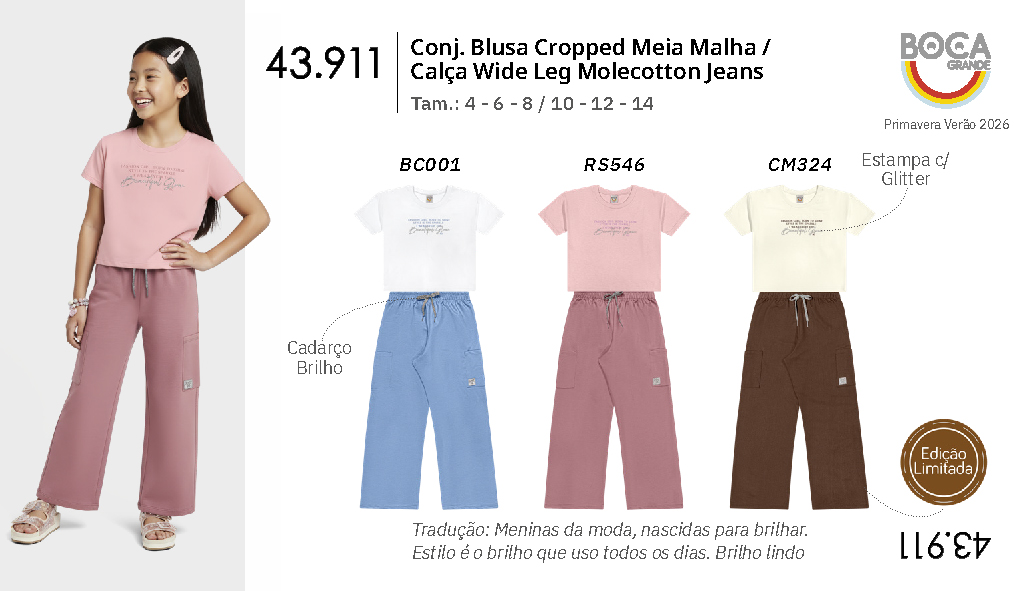 43.911
Conj. Blusa Cropped Meia Malha /
Calça Wide Leg Molecotton Jeans
Tam.: 4 - 6 - 8 / 10 - 12 - 14
BOCA
GRANDE
Primavera Verão 2026
BC001
RS546
CM324
Estampa c/
Glitter
Cadarço
Brilho
Edição
Limitada
Tradução: Meninas da moda, nascidas para brilhar.
Estilo é o brilho que uso todos os dias. Brilho lindo
43.911